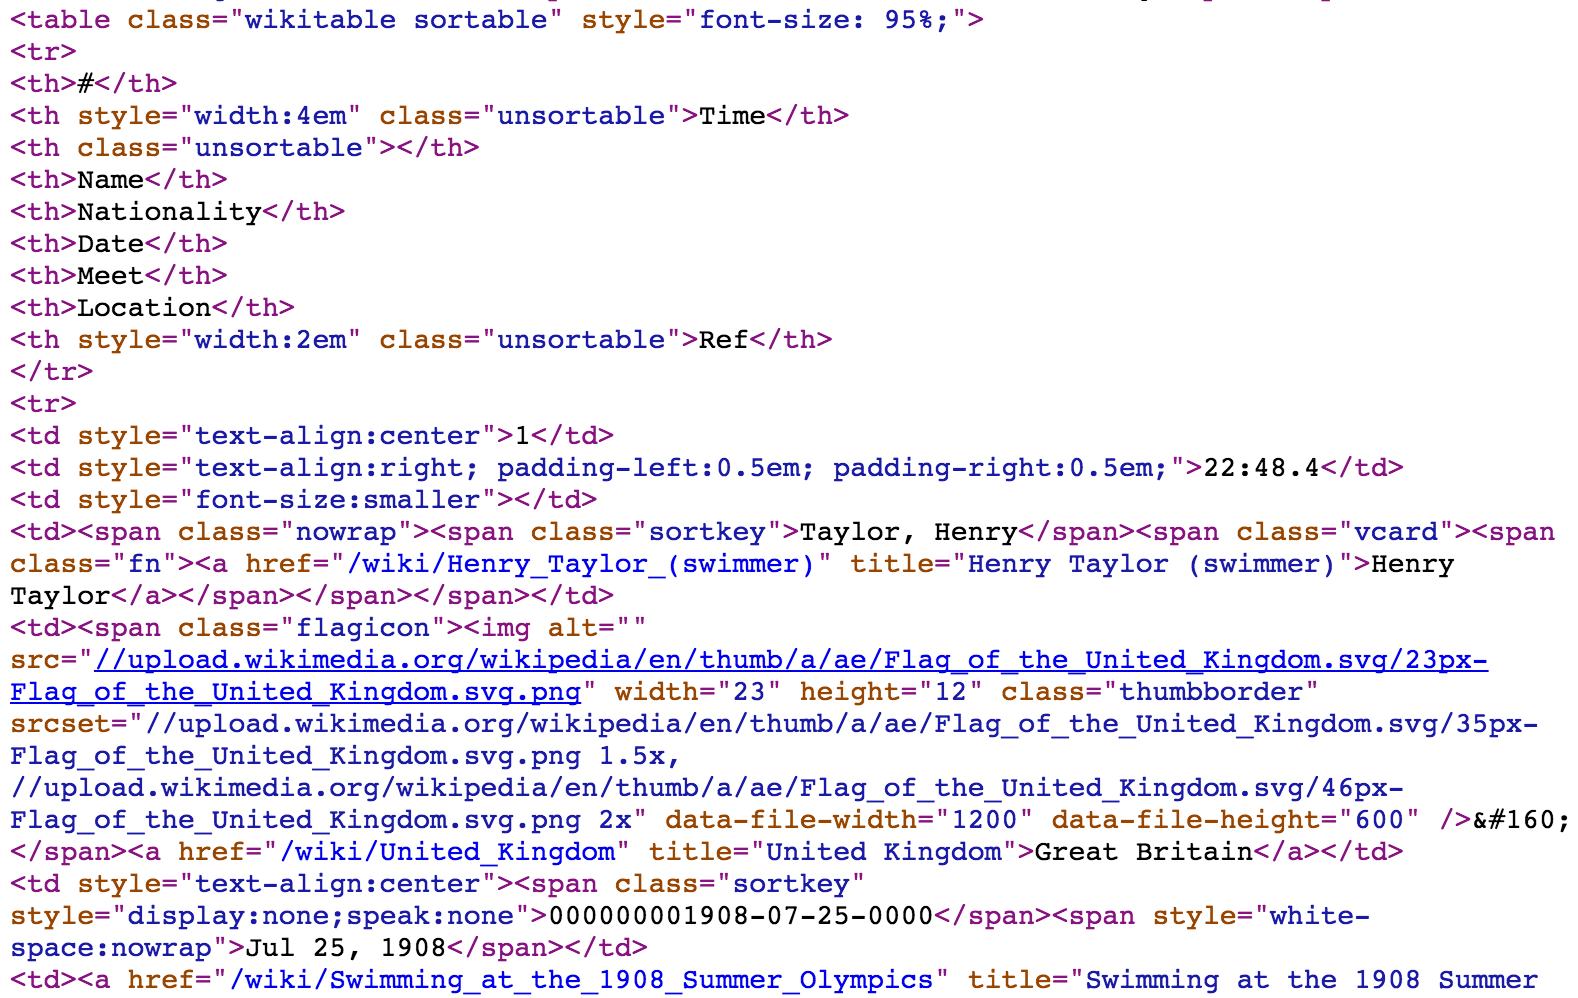 <table class="wikitable sortable" style="font-size: 95%;">
<tr>
<th>#</th>
<th style="width:4em" class="unsortable">Time</th>
<th class="unsortable"></th>
<th>Name</th>
<th>Nationality</th>
<th>Date</th>
<th>Meet</th>
<th>Location</th>
<th style="width:2em" class="unsortable">Ref</th>
</tr>
<tr>
<td style="text-align:center">1</td>
<td style="text-align:right; padding-left:0.5em; padding-right:0.5em;">22:48.4</td>
<td style="font-size:smaller"></td>
<td><span class="nowrap"><span class="sortkey">Taylor, Henry</span><span class="vcard"><span
class="fn"><a href="/wiki/Henry_Taylor_(swimmer)" title="Henry Taylor (swimmer)">Henry
Taylor</a></span></span></span></td>
<td><span class="flagicon"><img alt=""
src="//upload.wikimedia.org/wikipedia/en/thumb/a/ae/Flag_of_the_United_Kingdom.svg/23px-
Flag_of_the_United_Kingdom.svg.png" width="23" height="12" class="thumbborder"
srcset="//upload.wikimedia.org/wikipedia/en/thumb/a/ae/Flag_of_the_United_Kingdom.svg/35px-
Flag_of_the_United_Kingdom.svg.png 1.5x,
//upload.wikimedia.org/wikipedia/en/thumb/a/ae/Flag_of_the_United_Kingdom.svg/46px-
Flag_of_the_United_Kingdom.svg.png 2x" data-file-width="1200" data-file-height="600" />&#160;
</span><a href="/wiki/United_Kingdom" title="United Kingdom">Great Britain</a></td>
<td style="text-align:center"><span class="sortkey"
style="display:none;speak:none">000000001908-07-25-0000</span><span style="white-
space:nowrap">Jul 25, 1908</span></td>
<td><a href="/wiki/Swimming_at_the_1908_Summer_Olympics" title="Swimming at the 1908 Summer